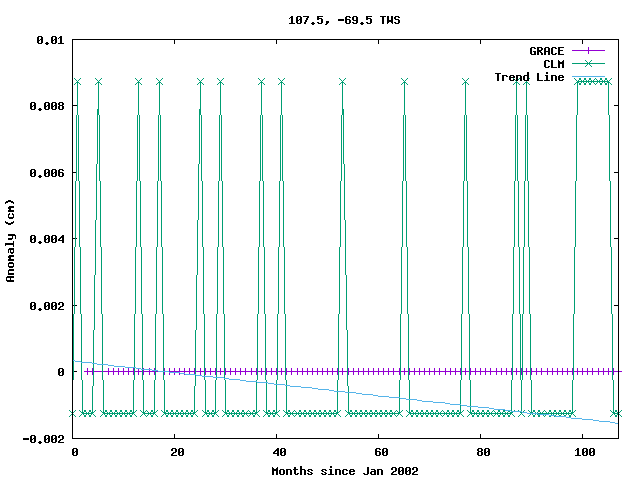 107.5, -69.5 TWS
0.01
GRACE
CLM
Trend Line
0.008
0.006
0.004
0.002
0
-0.002
Anomaly (cm)
0 20 40 60 80 100
Months since Jan 2002